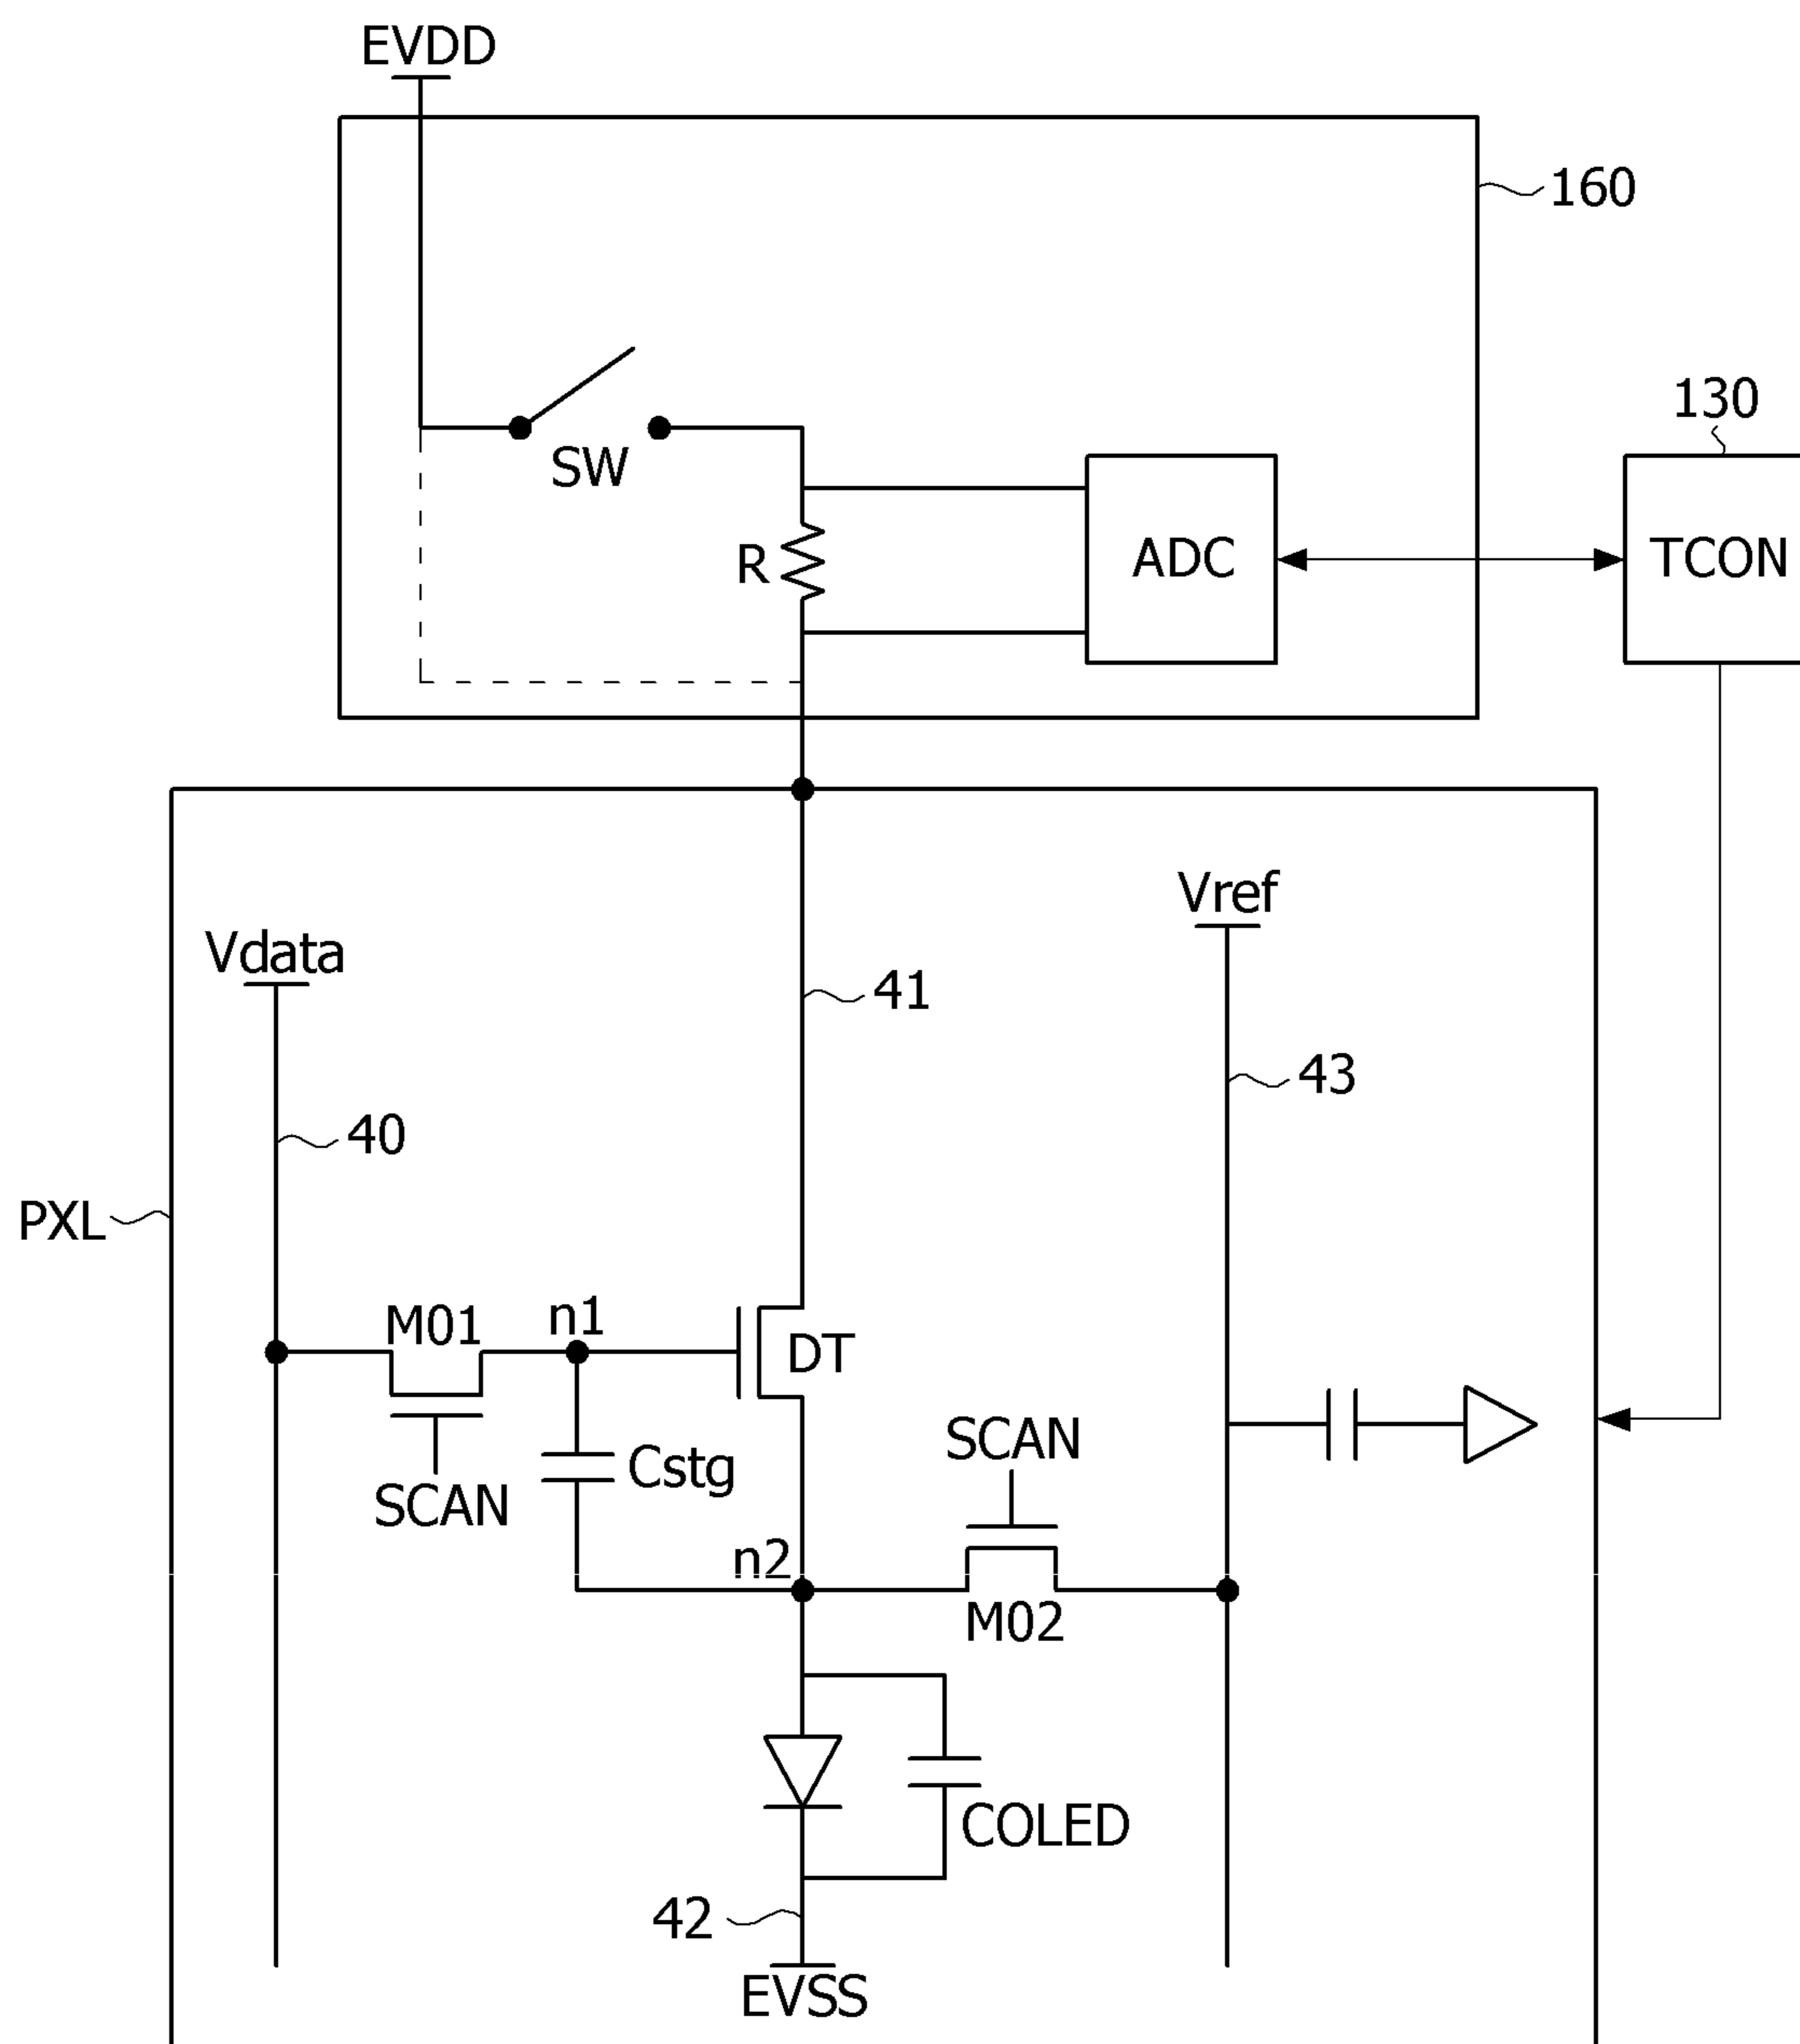 EVDD
160
SW
130
R
ADC
TCON
Vref
Vdata
41
43
40
PXL
M01
n1
DT
SCAN
Cstg
SCAN
n2
M02
COLED
42
EVSS